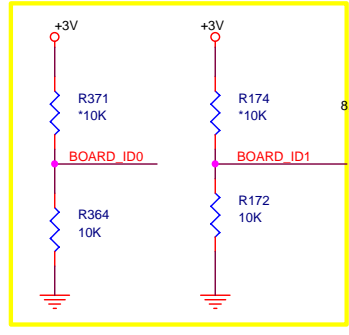 +3V
+3V
R371
*10K
R174
*10K
8
BOARD_ID0
BOARD_ID1
R364
10K
R172
10K